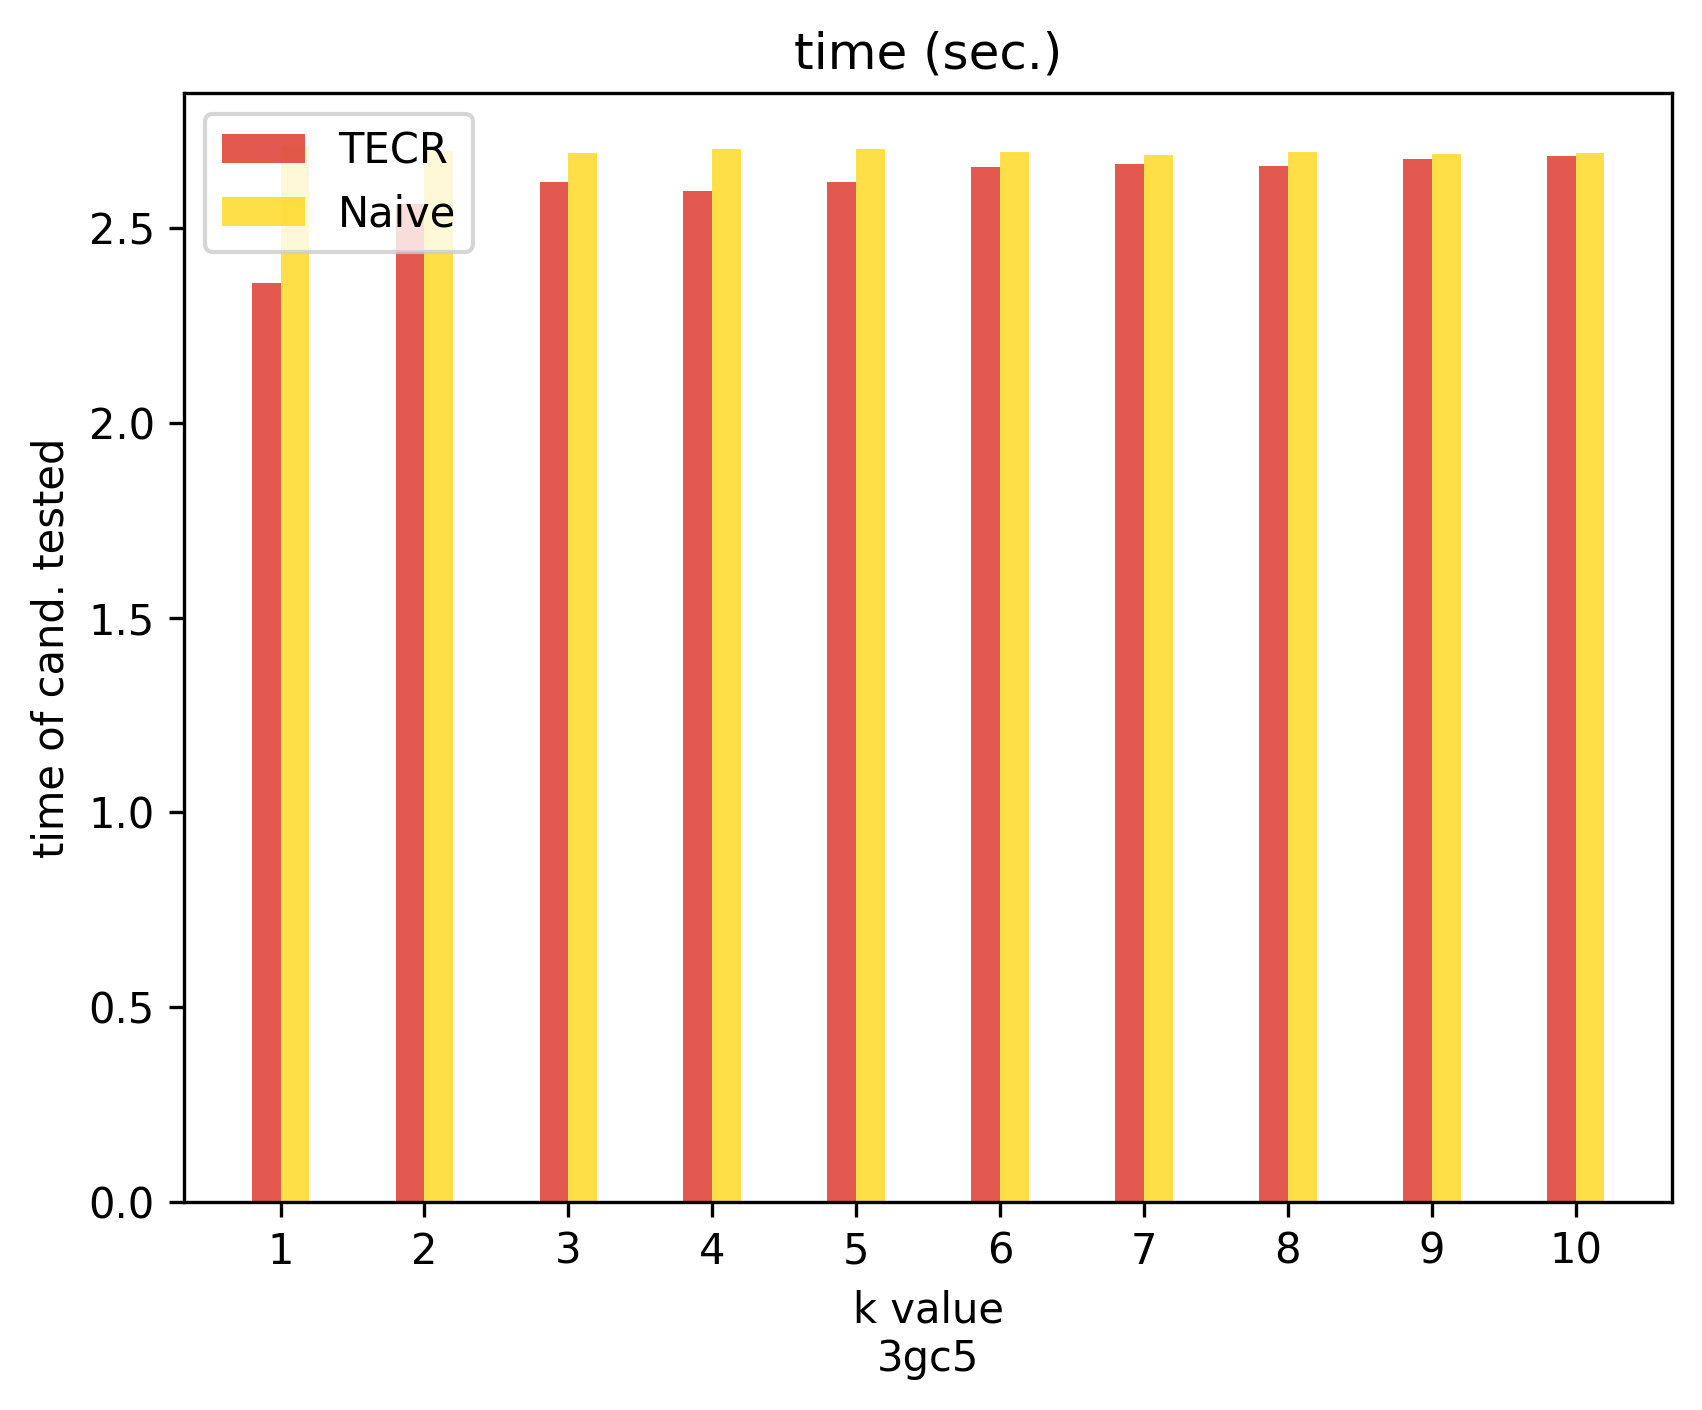 time (sec.)
TECR
Naive
time of cand. tested
2.5
2.0
1.5
1.0
0.5
0.0
1 2 3 4 5 6 7 8 9 10
k value
3gc5